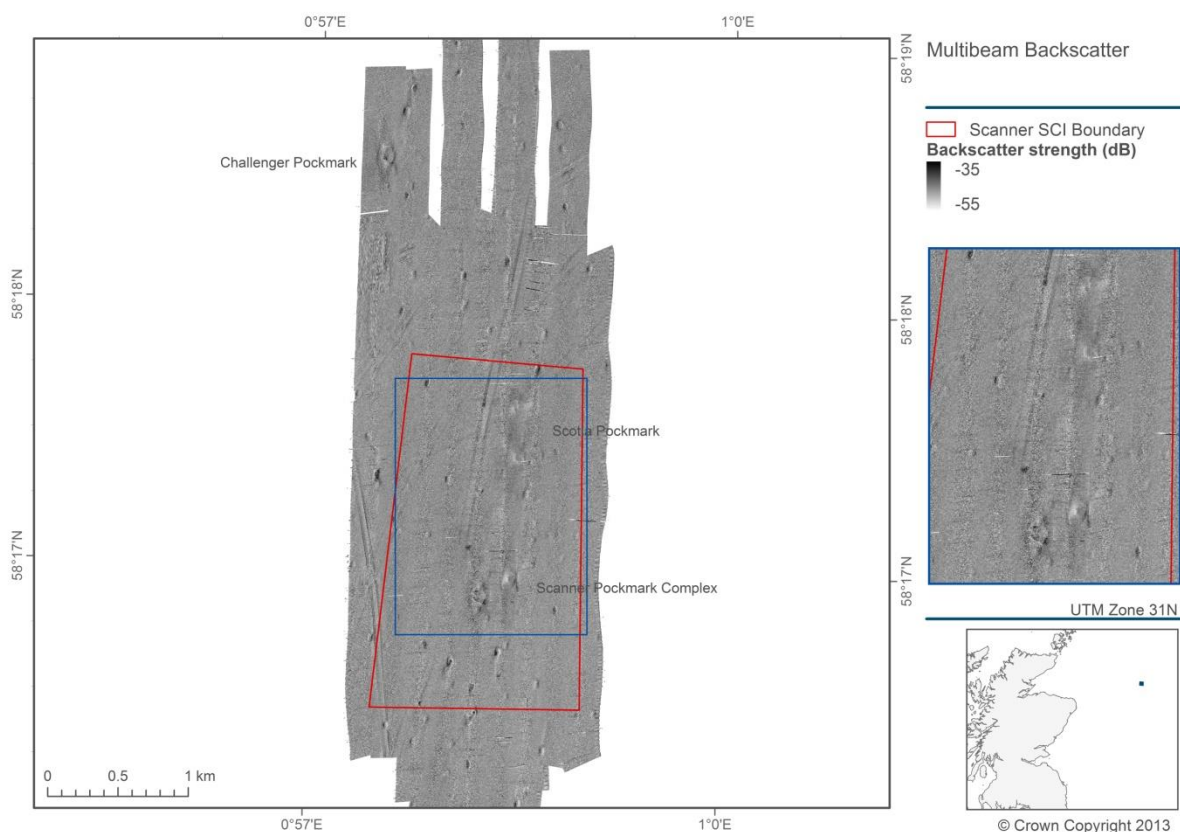 0°57'E
1°0'E
58°19'N
Multibeam Backscatter
Scanner SCI Boundary
Backscatter strength (dB)
-35
-55
Challenger Pockmark
58°18'N
58°18'N
Scotia Pockmark
58°17'N
58°17'N
Scanner Pockmark Complex
UTM Zone 31N
0 0.5 1 km
0°57'E
1°0'E
© Crown Copyright 2013